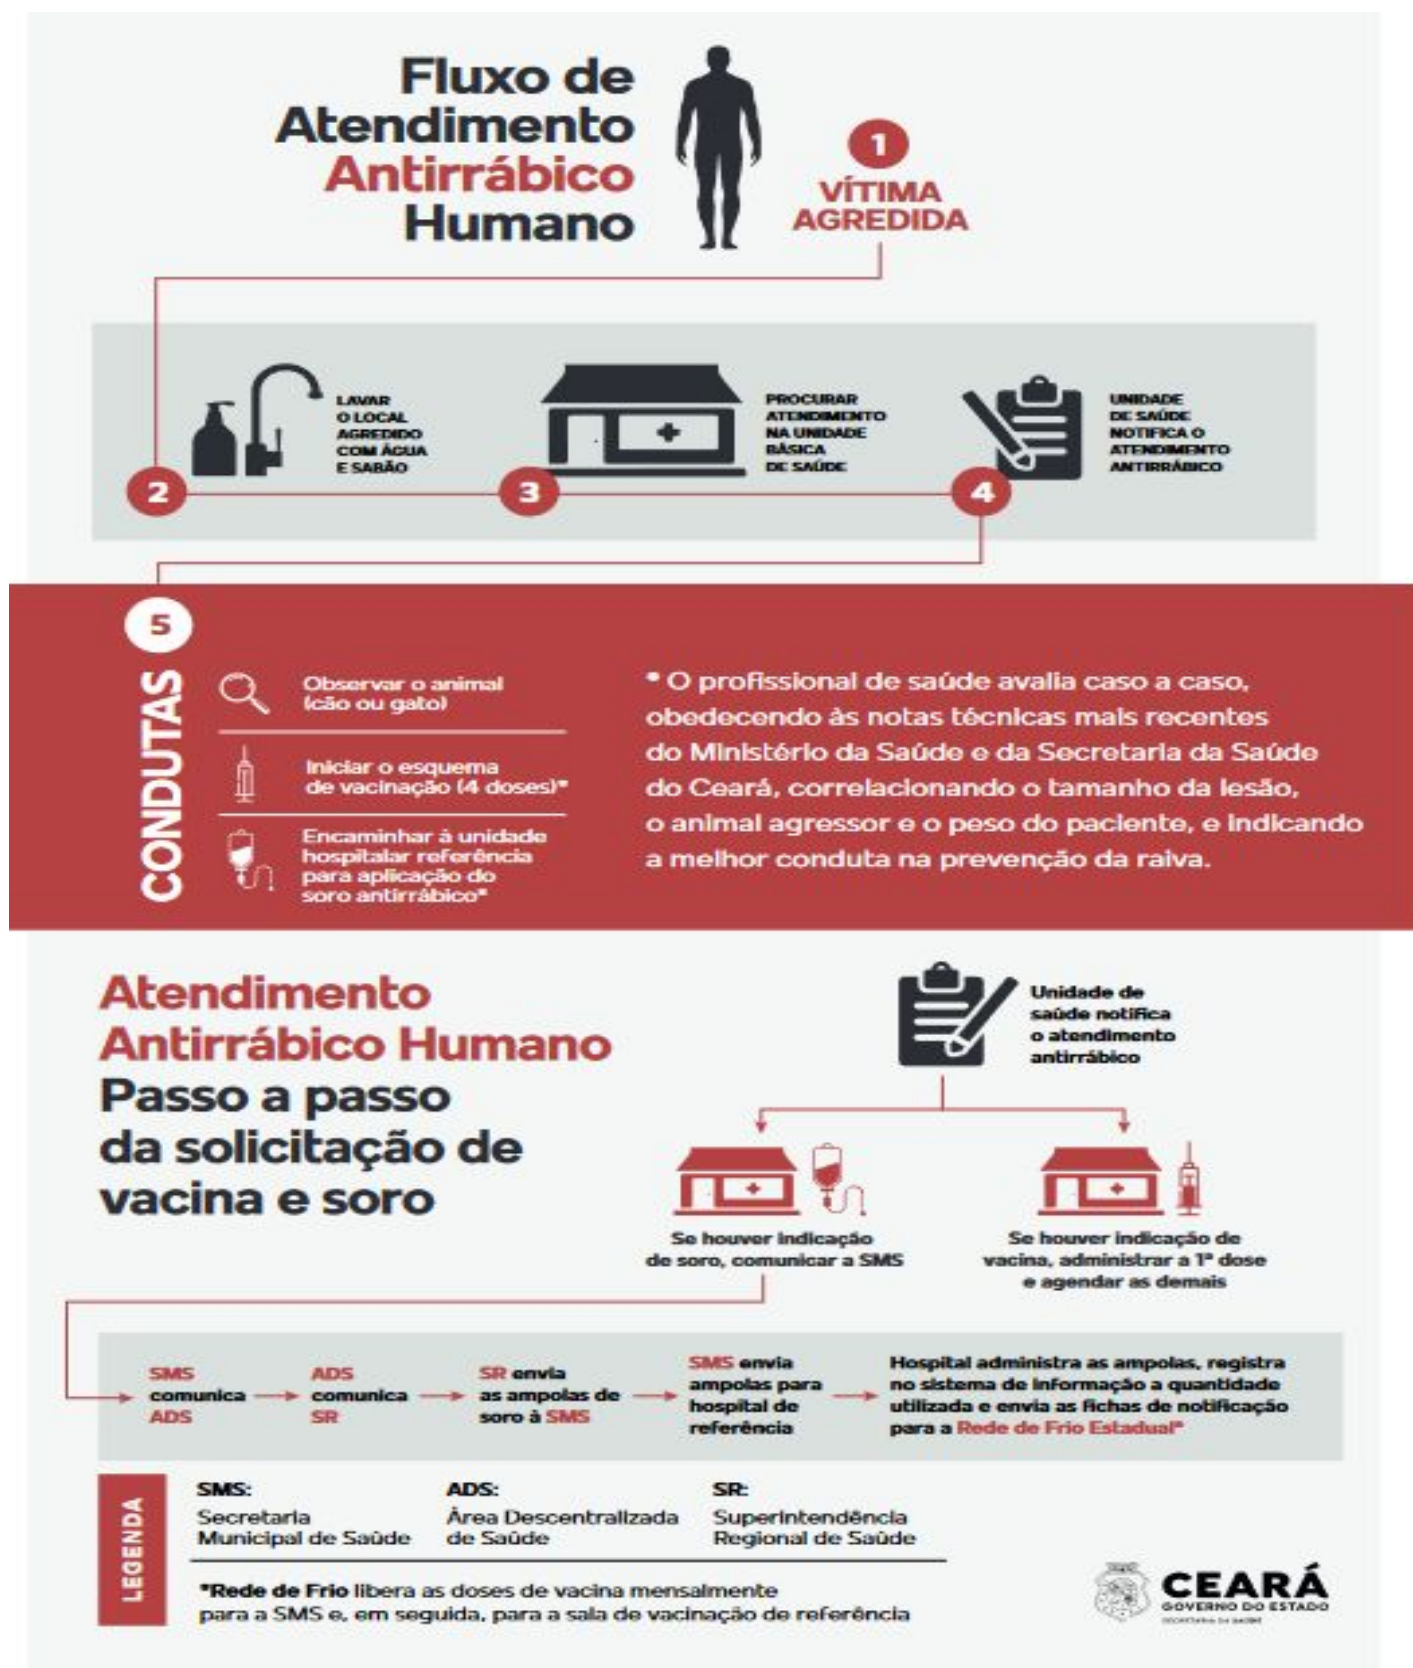 Fluxo de
Atendimento
Antirrábico
Humano
1
VÍTIMA
AGREDIDA
LAVAR
O LOCAL
AGREDIDO
COM ÁGUA
E SABÃO
2
PROCURAR
ATENDIMENTO
NA UNIDADE
BÁSICA
DE SAÚDE
3
UNIDADE
DE SAÚDE
NOTIFICA O
ATENDIMENTO
ANTIRRÁBICO
4
5
CONDUTAS
Observar o animal
(cão ou gato)
Iniciar o esquema
de vacinação (4 doses)*
Encaminhar à unidade
hospitalar referência
para aplicação do
soro antirrábico*
* O profissional de saúde avalia caso a caso,
obedecendo às notas técnicas mais recentes
do Ministério da Saúde e da Secretaria da Saúde
do Ceará, correlacionando o tamanho da lesão,
o animal agressor e o peso do paciente, e indicando
a melhor conduta na prevenção da raiva.
Atendimento
Antirrábico Humano
Passo a passo
da solicitação de
vacina e soro
Unidade de
saúde notifica
o atendimento
antirrábico
Se houver indicação
de soro, comunicar a SMS
Se houver indicação de
vacina, administrar a 1ª dose
e agendar as demais
SMS
comunica
ADS
ADS
comunica
SR
SR envia
as ampolas de
soro à SMS
SMS envia
ampolas para
hospital de
referência
Hospital administra as ampolas, registra
no sistema de informação a quantidade
utilizada e envia as fichas de notificação
para a Rede de Frio Estadual*
LEGENDA
SMS:
Secretaria
Municipal de Saúde
ADS:
Área Descentralizada
de Saúde
SR:
Superintendência
Regional de Saúde
*Rede de Frio libera as doses de vacina mensalmente
para a SMS e, em seguida, para a sala de vacinação de referência
CEARÁ
GOVERNO DO ESTADO
SECRETARIA DA SAÚDE